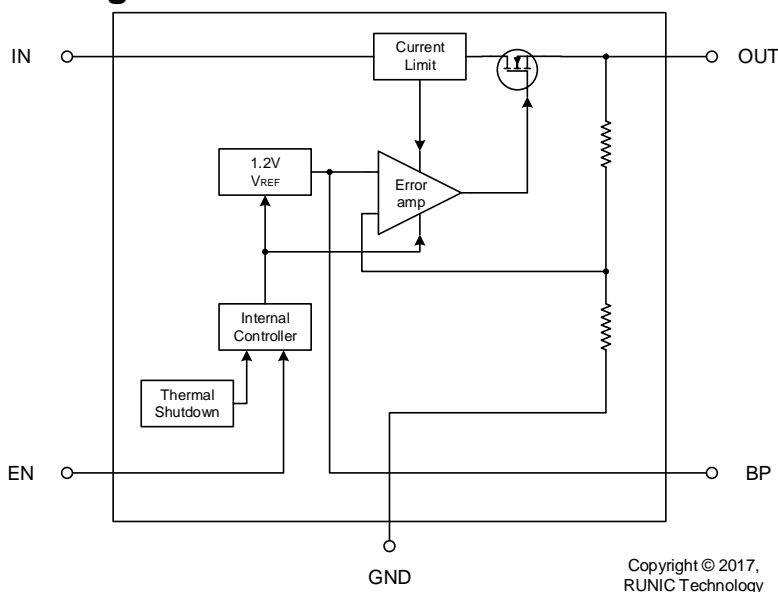 IN
Current
Limit
OUT
1.2V
VREF
Error
amp
Internal
Controller
Thermal
Shutdown
EN
BP
GND
Copyright © 2017,
RUNIC Technology